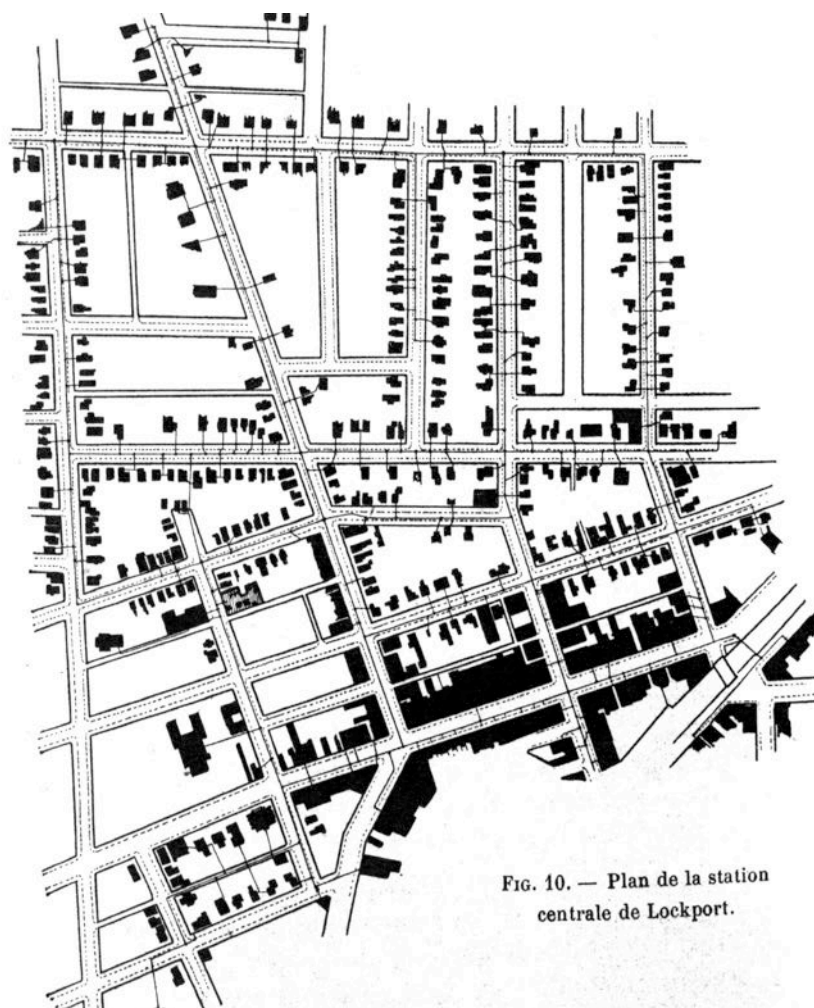 FIG. 10. — Plan de la station
centrale de Lockport.